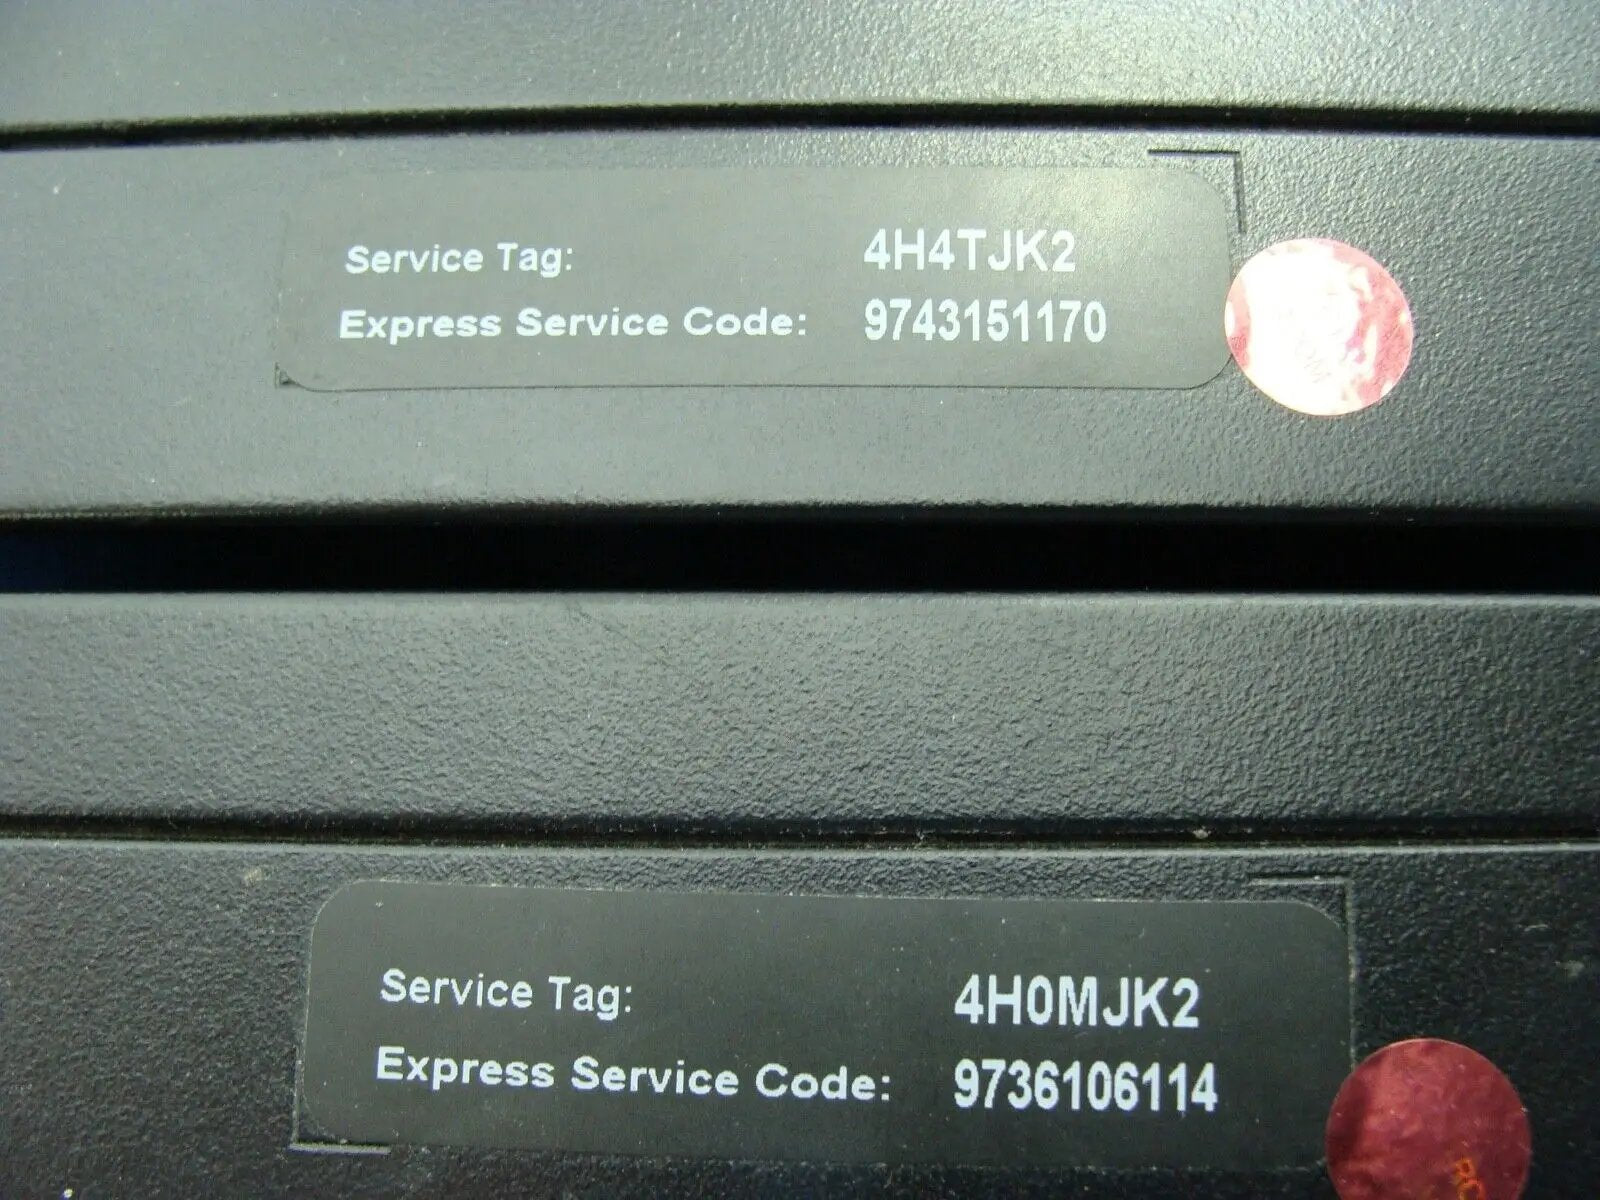 Service Tag: 4H4TJK2
Express Service Code: 9743151170
Service Tag: 4H0MJK2
Express Service Code: 9736106114